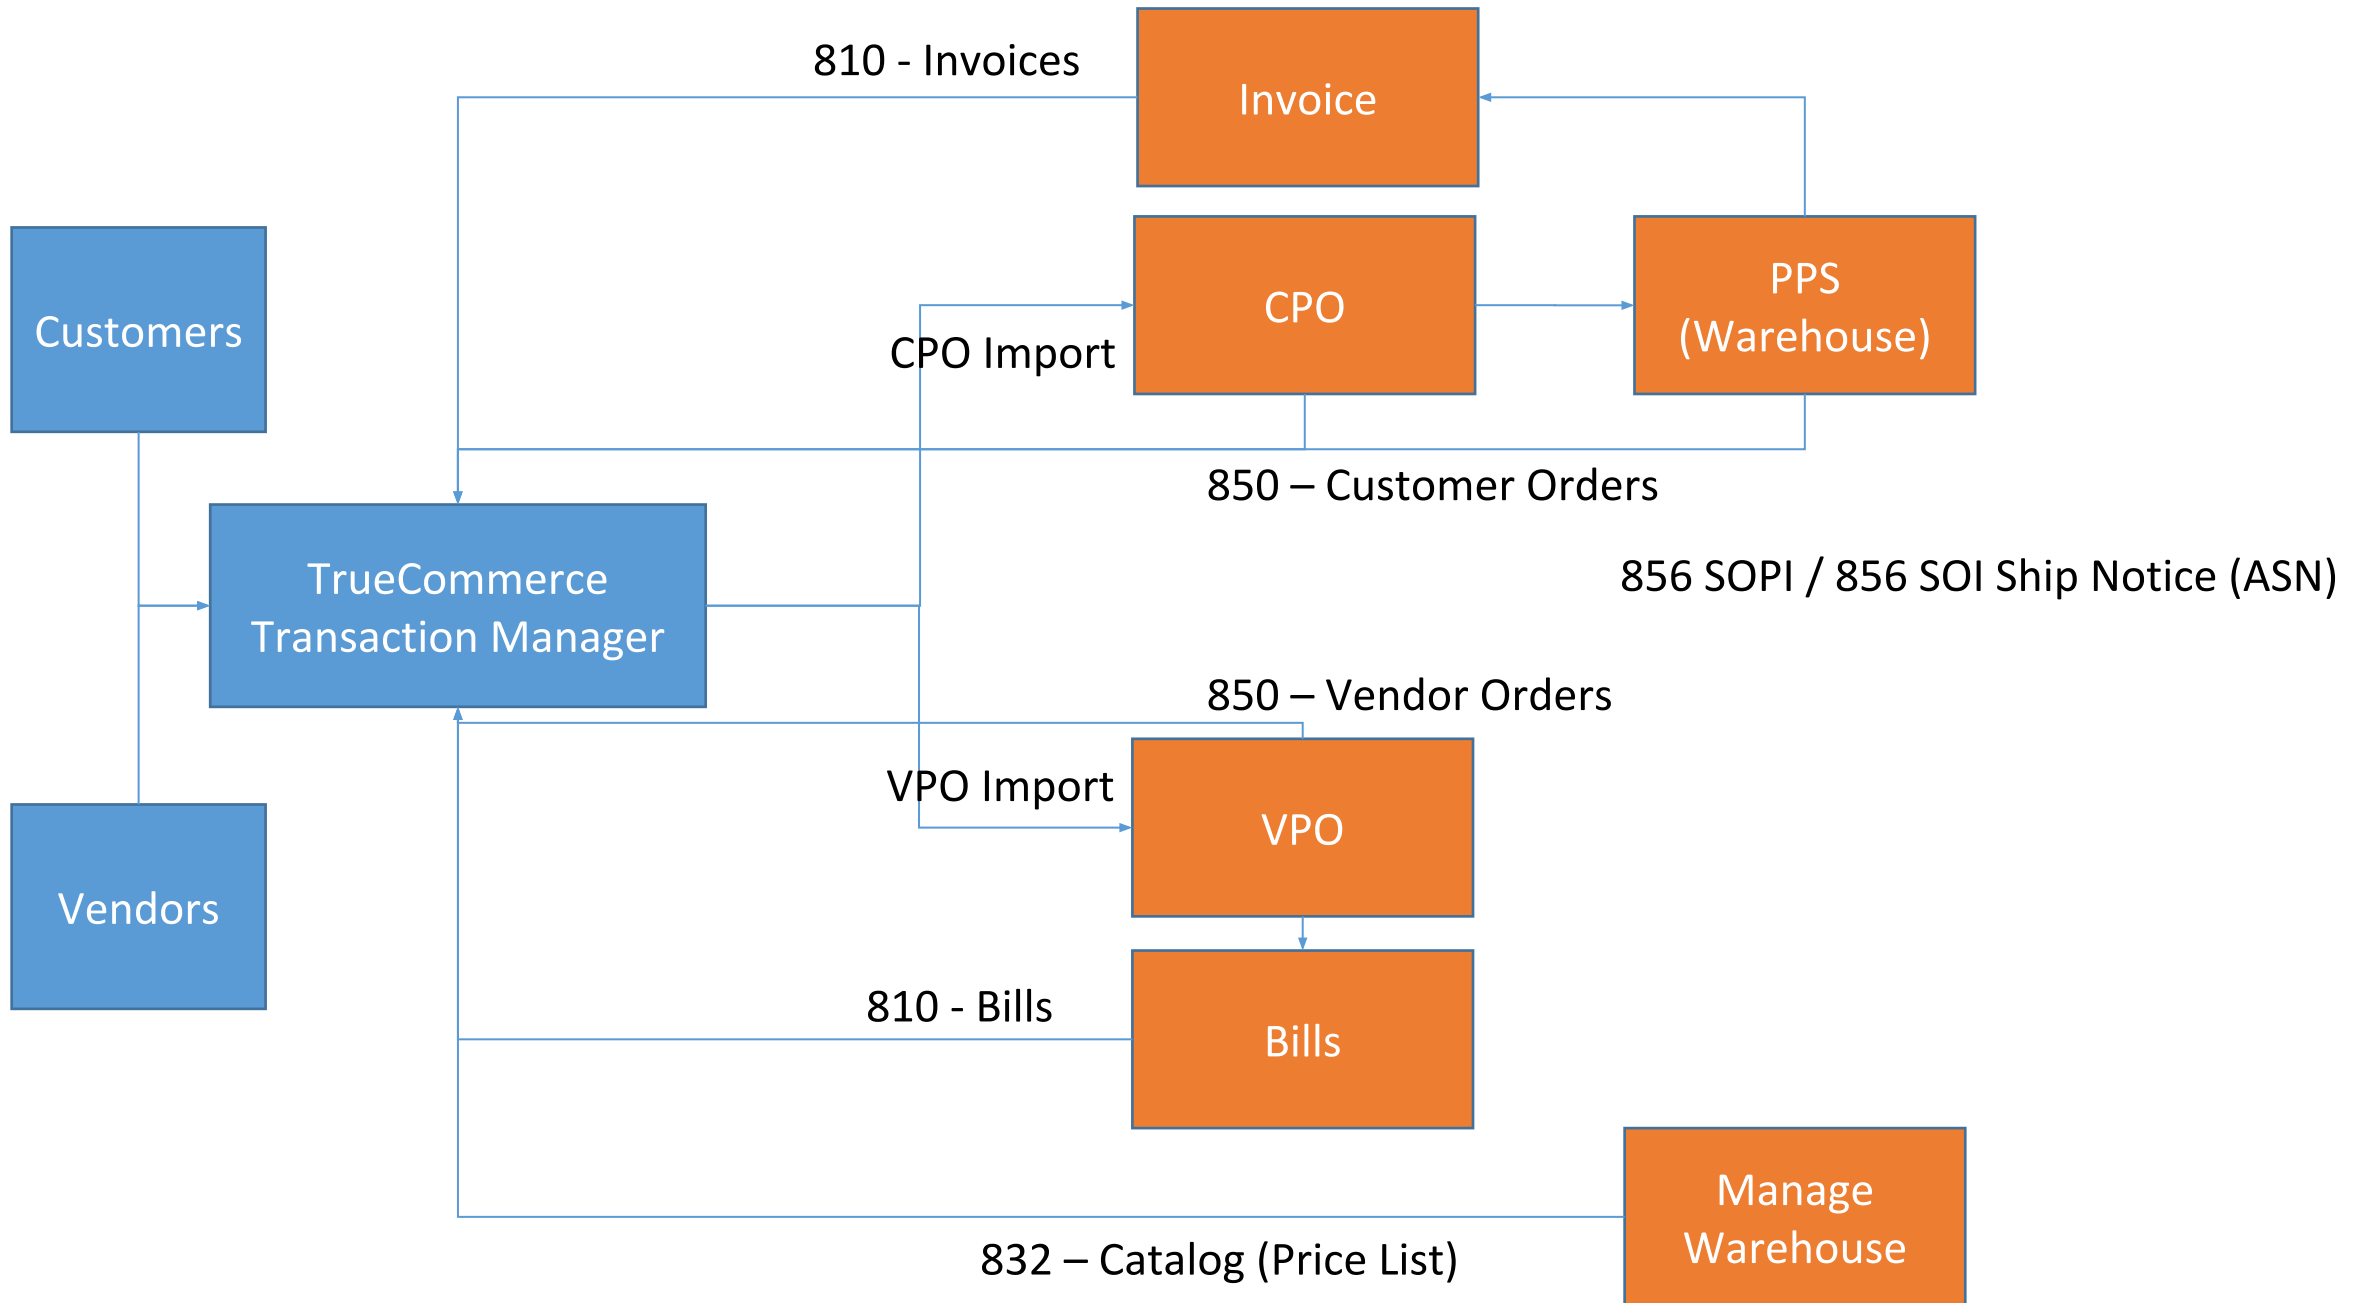 810 - Invoices
Invoice
Customers
CPO Import
CPO
PPS
(Warehouse)
850 – Customer Orders
TrueCommerce
Transaction Manager
856 SOPI / 856 SOI Ship Notice (ASN)
850 – Vendor Orders
VPO Import
VPO
Vendors
810 - Bills
Bills
Manage
Warehouse
832 – Catalog (Price List)